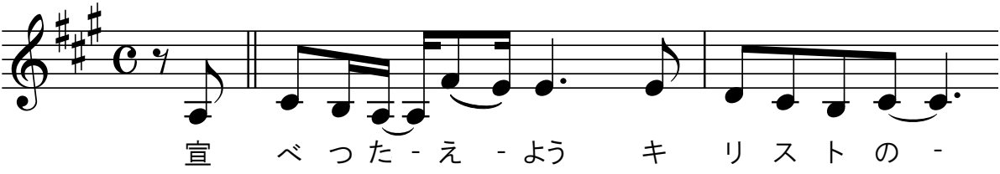 宣 べ つ た - え - よう キ リ ス ト の -